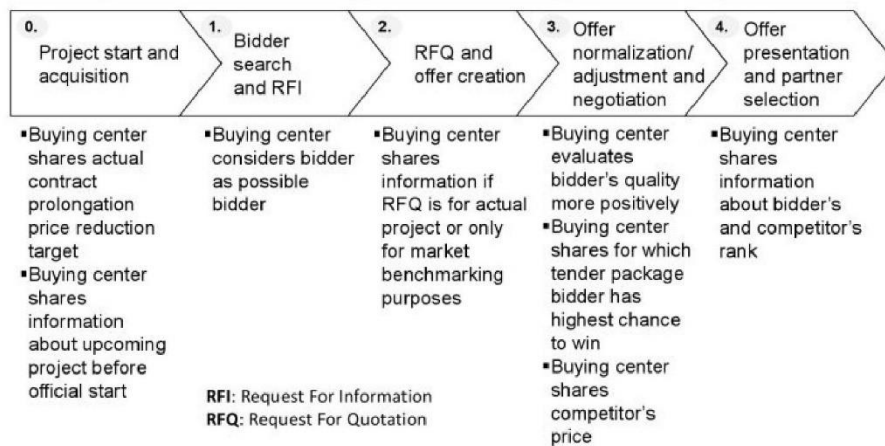 0.
Project start and
acquisition
1.
Bidder
search
and RFI
2.
RFQ and
offer creation
3. Offer
normalization/
adjustment and
negotiation
4. Offer
presentation
and partner
selection
▪Buying center
shares actual
contract
prolongation
price reduction
target
▪Buying center
shares
information
about upcoming
project before
official start
▪Buying center
considers bidder
as possible
bidder
▪Buying center
shares
information if
RFQ is for actual
project or only
for market
benchmarking
purposes
▪Buying center
evaluates
bidder's quality
more positively
▪Buying center
shares for which
tender package
bidder has
highest chance
to win
▪Buying center
shares
competitor's
price
▪Buying center
shares
information
about bidder's
and competitor's
rank
RFI: Request For Information
RFQ: Request For Quotation